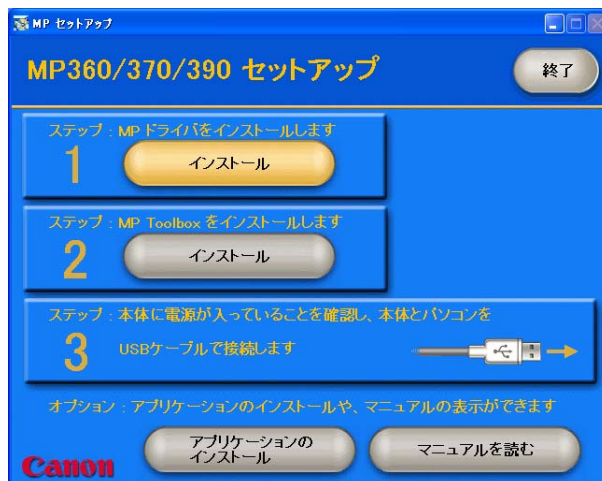 MP セットアップ
MP360/370/390 セットアップ
終了
ステップ : MP ドライバをインストールします
1
インストール
ステップ : MP Toolbox をインストールします
2
インストール
ステップ : 本体に電源が入っていることを確認し、本体とパソコンを
3
USBケーブルで接続します
オプション : アプリケーションのインストールや、マニュアルの表示ができます
アプリケーションの
インストール
マニュアルを読む
Canon